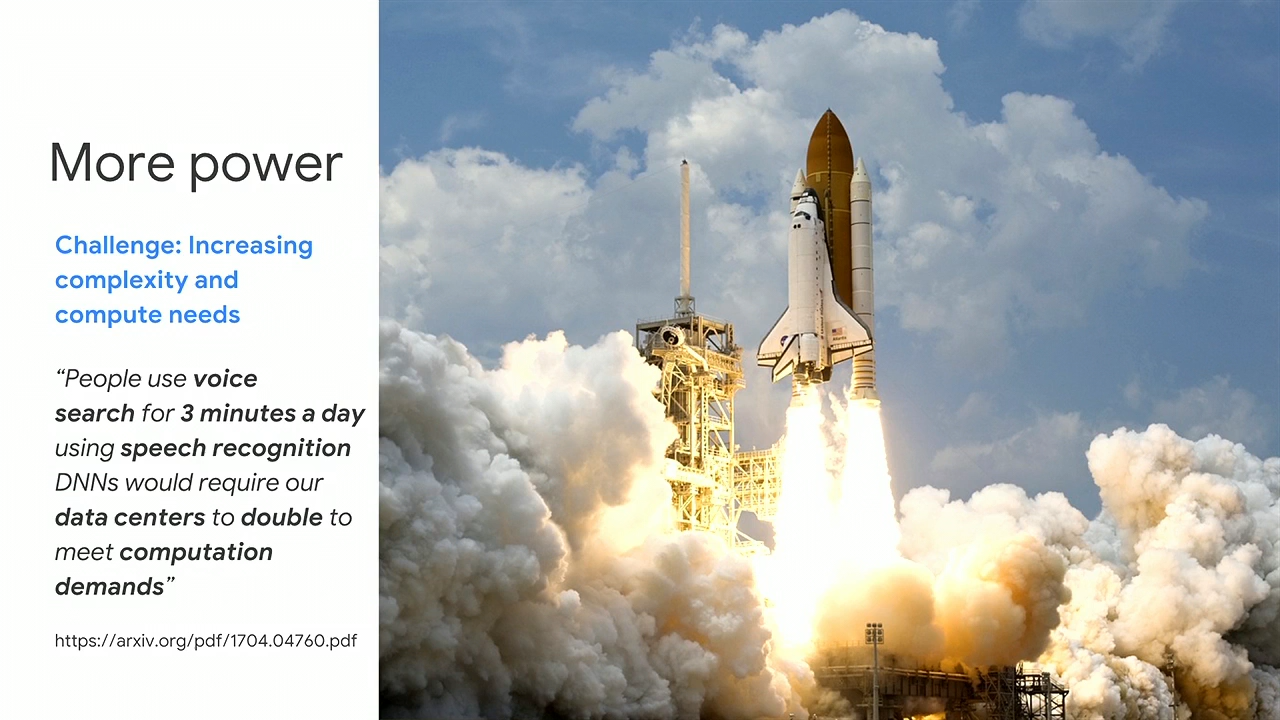 More power
Challenge: Increasing
complexity and
compute needs
“People use voice
search for 3 minutes a day
using speech recognition
DNNs would require our
data centers to double to
meet computation
demands”
https://arxiv.org/pdf/1704.04760.pdf